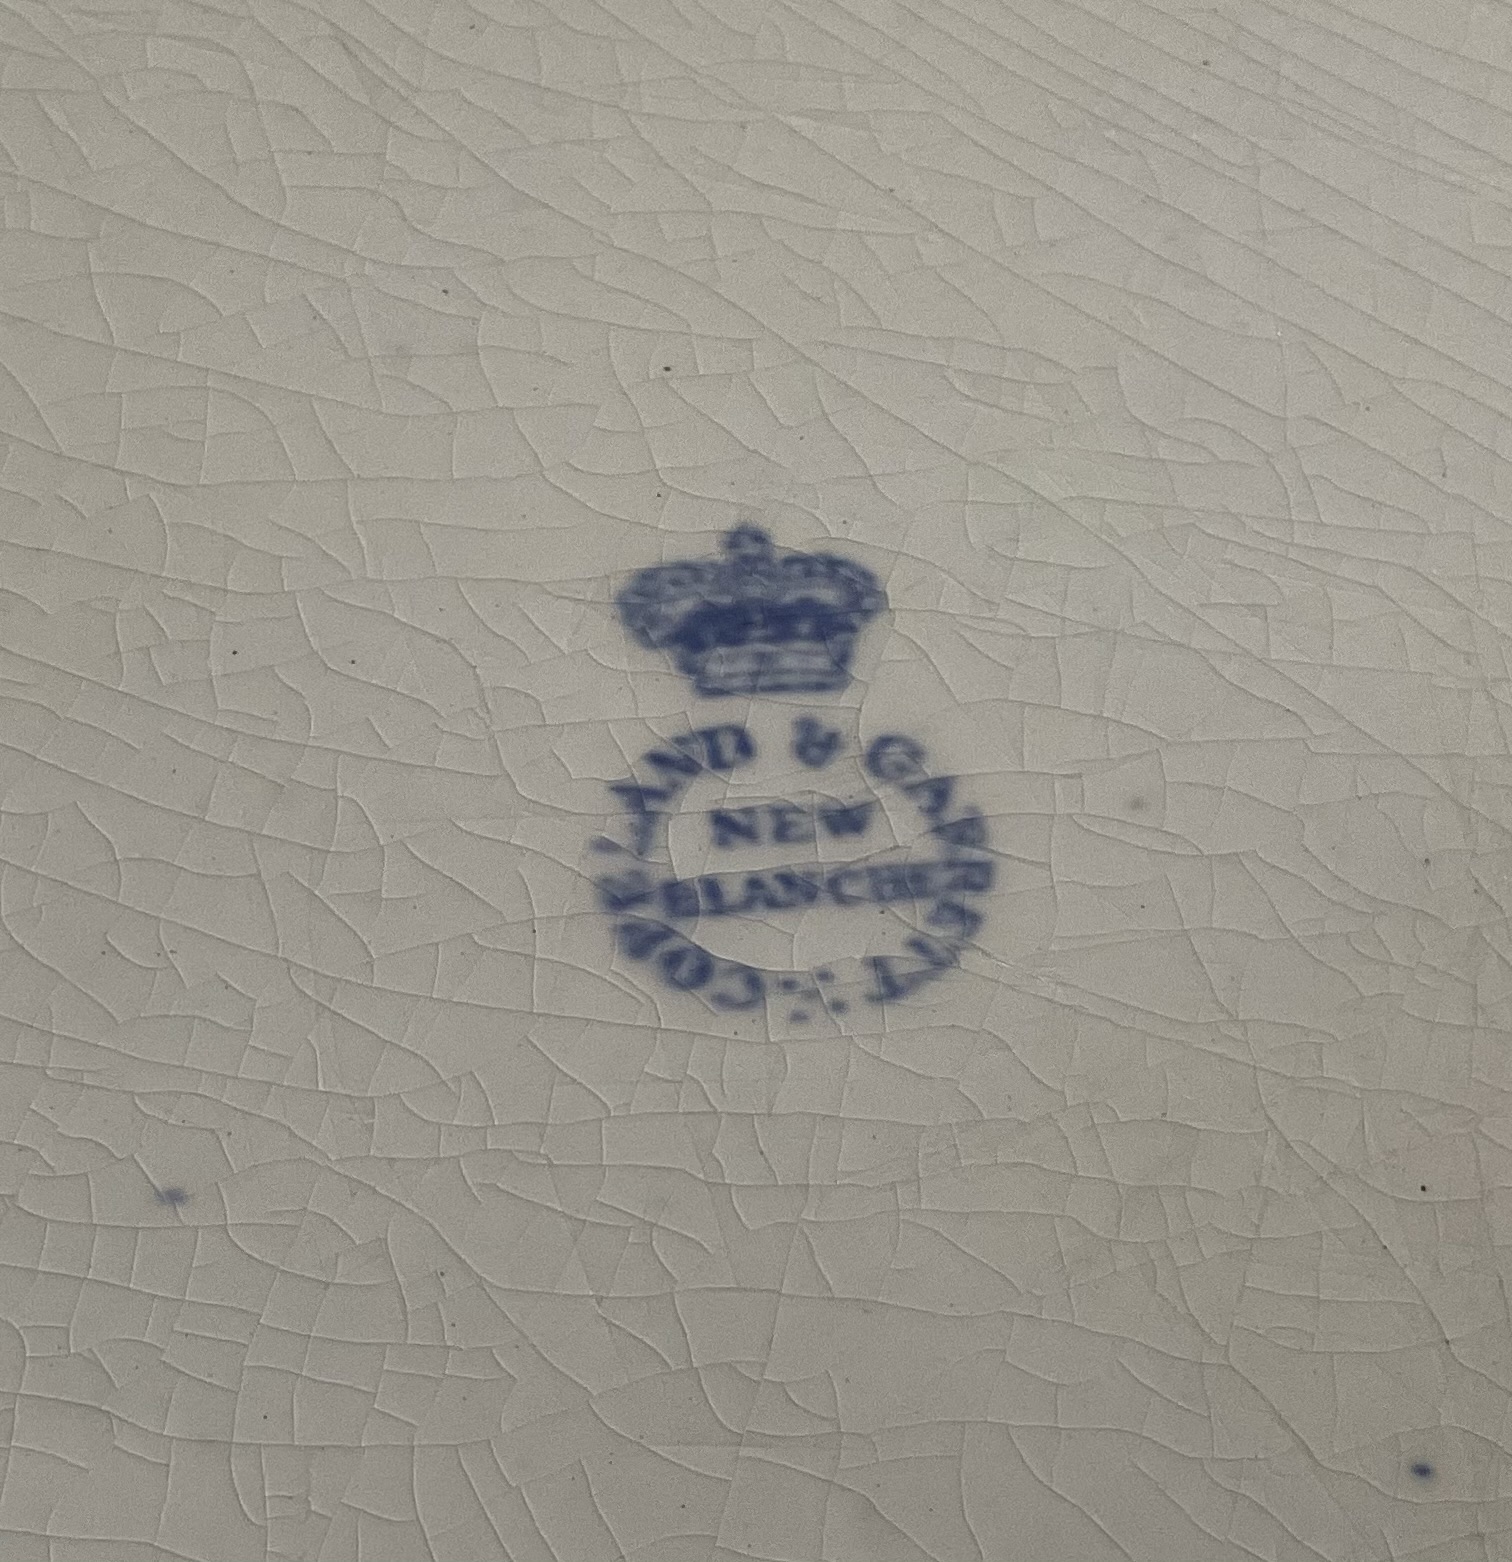 COPELAND & GARRETT
NEW
BLANCHE